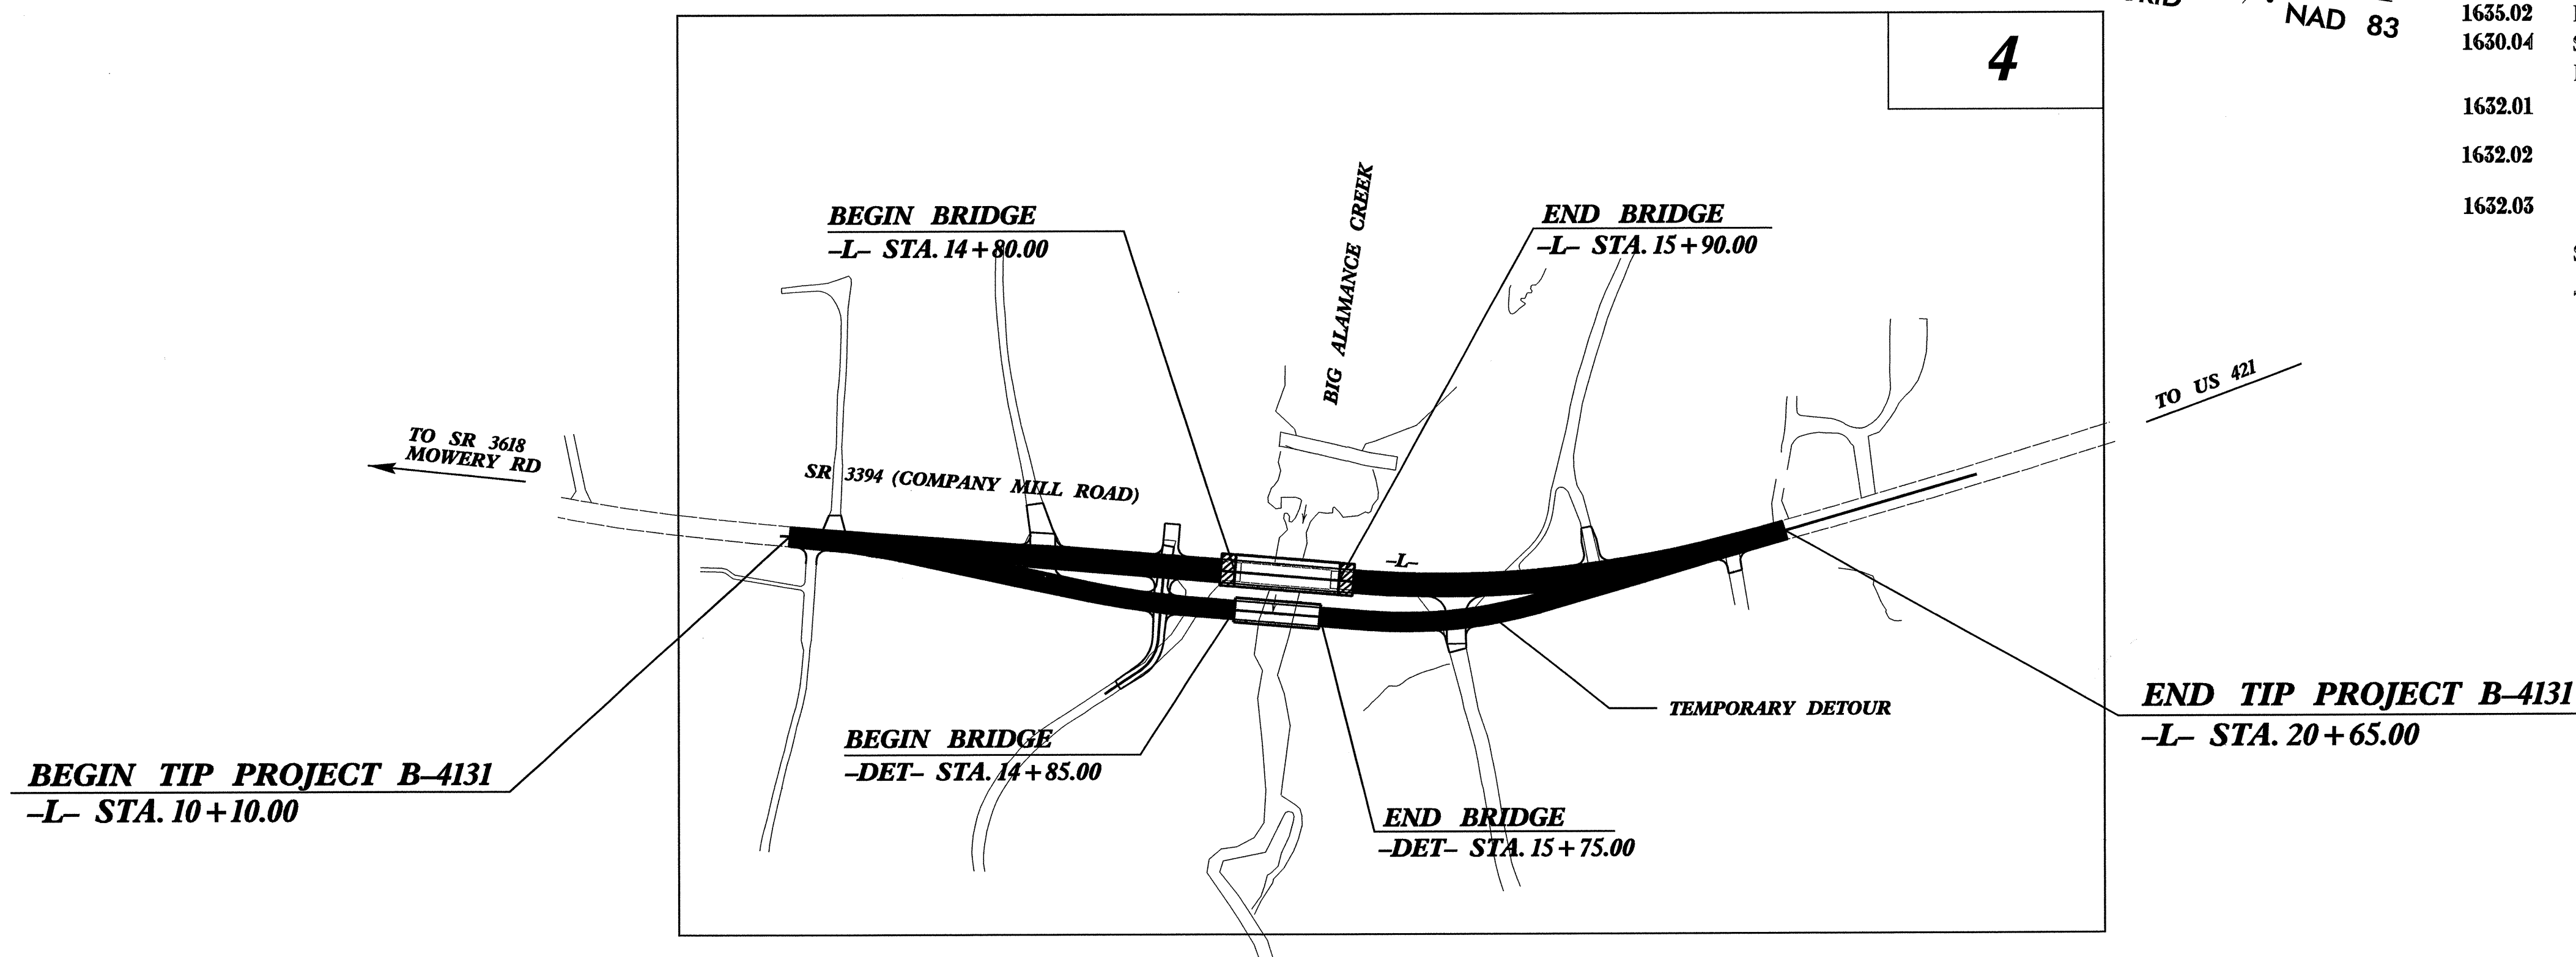 NAD 83
1635.02
1630.04
1632.01
1632.02
1632.03
4
BEGIN BRIDGE
-L- STA. 14+80.00
BIG ALAMANCE CREEK
END BRIDGE
-L- STA. 15+90.00
TO US 421
TO SR 3618
MOWERY RD
SR 3394 (COMPANY MILL ROAD)
-L-
TEMPORARY DETOUR
BEGIN BRIDGE
-DET- STA. 14+85.00
END BRIDGE
-DET- STA. 15+75.00
BEGIN TIP PROJECT B-4131
-L- STA. 10+10.00
END TIP PROJECT B-4131
-L- STA. 20+65.00